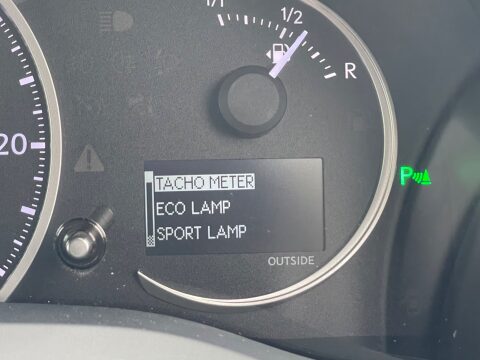 1/1
1/2
R
20
P
TACHO METER
ECO LAMP
SPORT LAMP
OUTSIDE